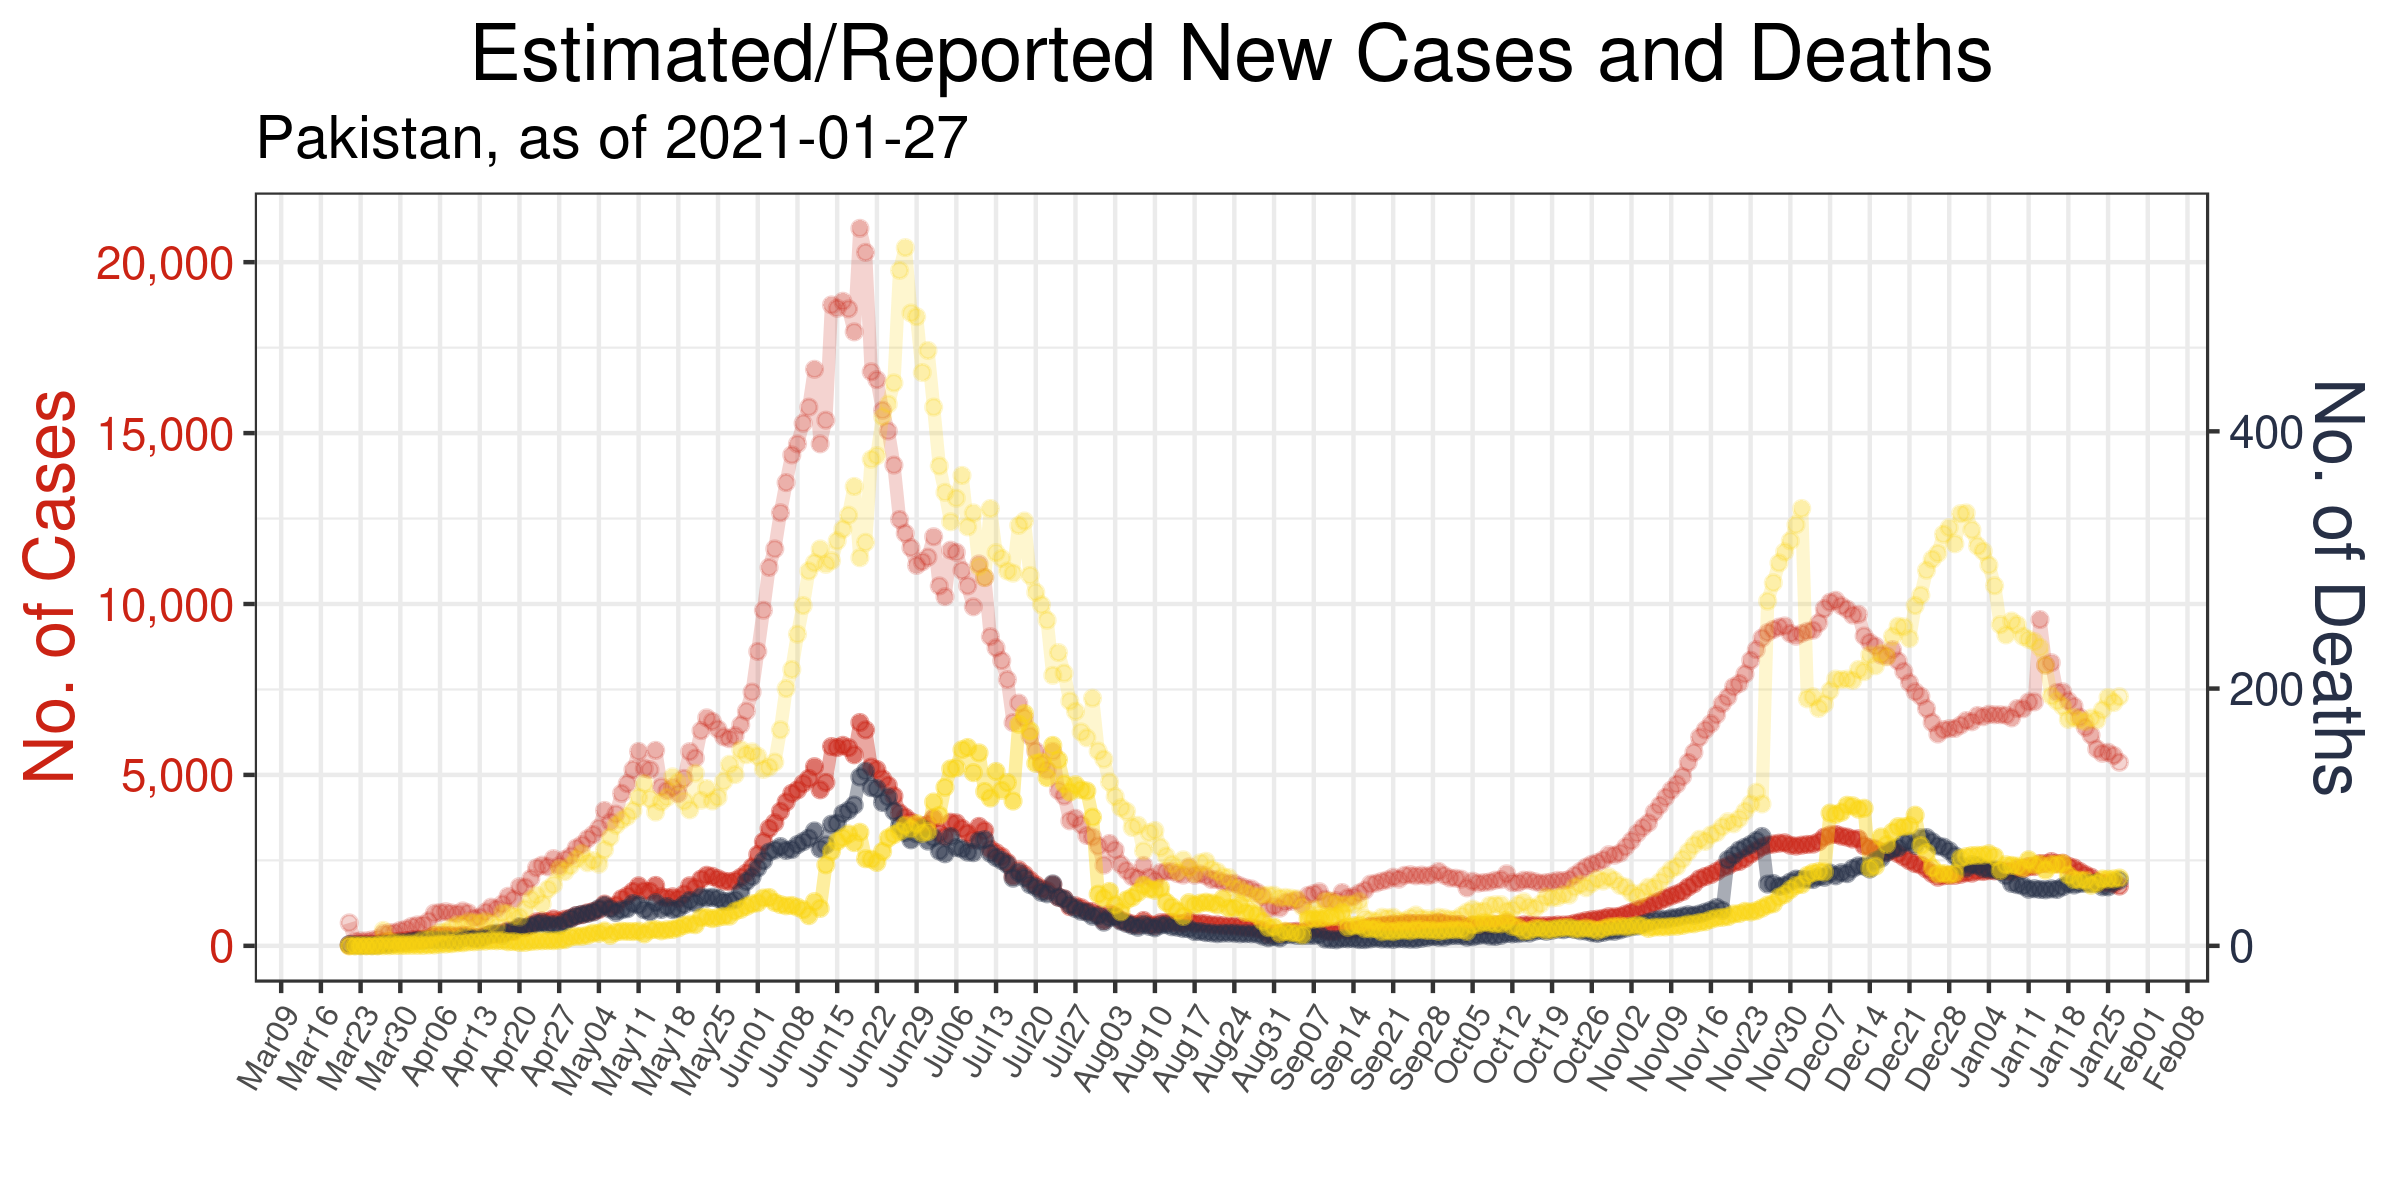 Estimated/Reported New Cases and Deaths
Pakistan, as of 2021-01-27
No. of Cases
20,000
15,000
10,000
5,000
0
No. of Deaths
400
200
0
Mar09
Mar16
Mar23
Mar30
Apr06
Apr13
Apr20
Apr27
May04
May11
May18
May25
Jun01
Jun08
Jun15
Jun22
Jun29
Jul06
Jul13
Jul20
Jul27
Aug03
Aug10
Aug17
Aug24
Aug31
Sep07
Sep14
Sep21
Sep28
Oct05
Oct12
Oct19
Oct26
Nov02
Nov09
Nov16
Nov23
Nov30
Dec07
Dec14
Dec21
Dec28
Jan04
Jan11
Jan18
Jan25
Feb01
Feb08